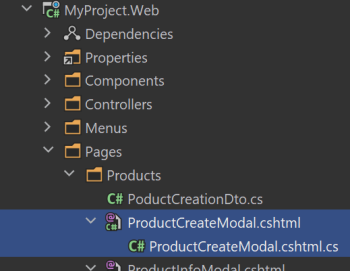 MyProject.Web
Dependencies
Properties
Components
Controllers
Menus
Pages
Products
C# PoductCreationDto.cs
@ ProductCreateModal.cshtml
C# ProductCreateModal.cshtml.cs
@ ProductInfoModal.cshtml